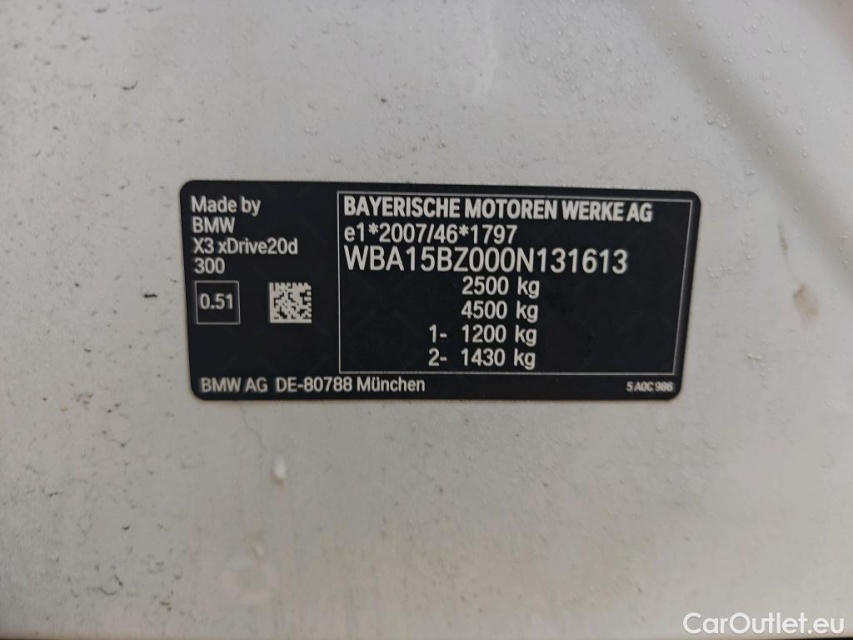 Made by
BMW
X3 xDrive20d
300
0.51
BAYERISCHE MOTOREN WERKE AG
e1*2007/46*1797
WBA15BZ000N131613
2500 kg
4500 kg
1- 1200 kg
2- 1430 kg
BMW AG DE-80788 München
5 A0C 986
CarOutlet.eu